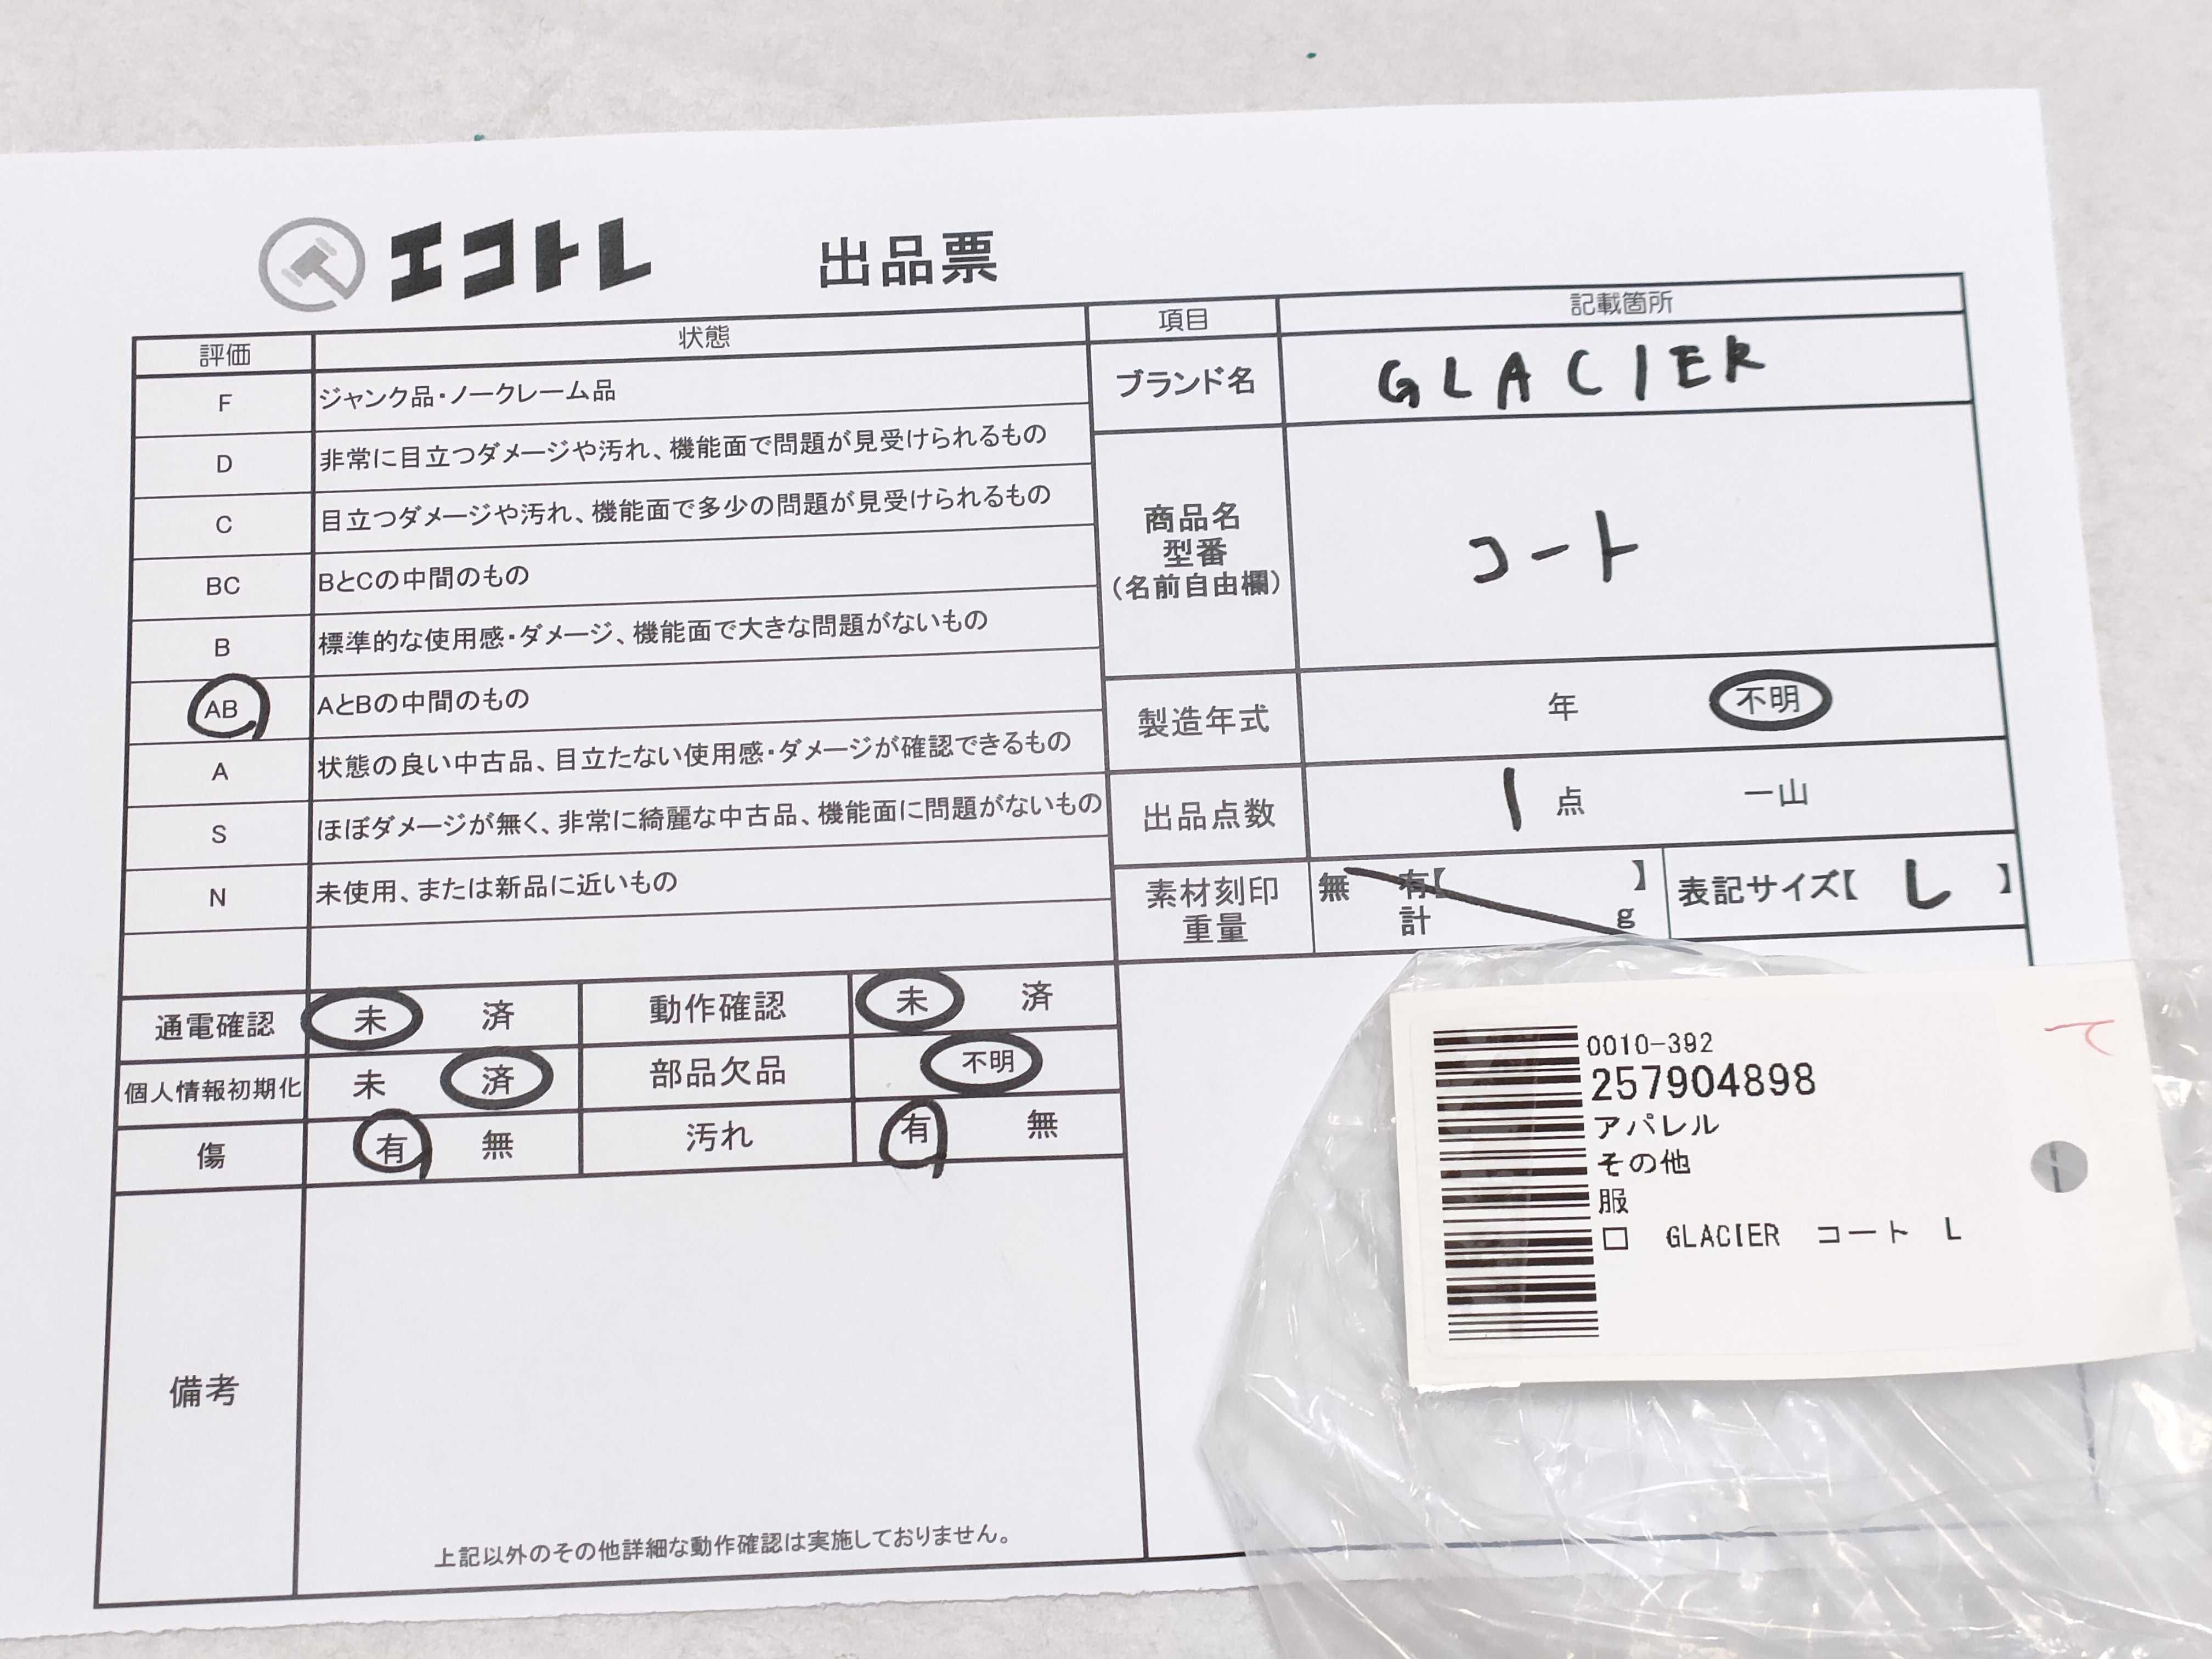 エコトレ 出品票
評価 状態
F ジャンク品・ノークレーム品
D 非常に目立つダメージや汚れ、機能面で問題が見受けられるもの
C 目立つダメージや汚れ、機能面で多少の問題が見受けられるもの
BC BとCの中間のもの
B 標準的な使用感・ダメージ、機能面で大きな問題がないもの
AB AとBの中間のもの
A 状態の良い中古品、目立たない使用感・ダメージが確認できるもの
S ほぼダメージが無く、非常に綺麗な中古品、機能面に問題がないもの
N 未使用、または新品に近いもの
通電確認 未 済 動作確認 未 済
個人情報初期化 未 済 部品欠品 不明
傷 有 無 汚れ 有 無
備考
上記以外のその他詳細な動作確認は実施しておりません。
項目 記載箇所
ブランド名 GLACIER
商品名
型番
(名前自由欄)
コート
製造年式 年 不明
出品点数 1 点 一山
素材刻印 無 有【 】
重量 計 g
表記サイズ【 L 】
0010-392
257904898
アパレル
その他
服
□ GLACIER コート L